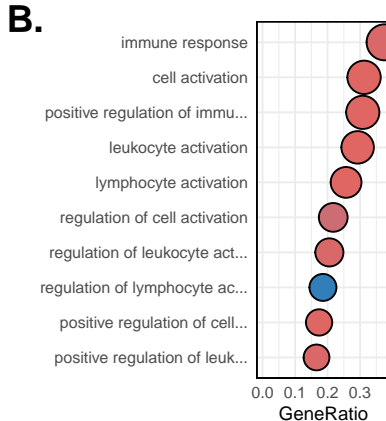 B.
immune response
cell activation
positive regulation of immu...
leukocyte activation
lymphocyte activation
regulation of cell activation
regulation of leukocyte act...
regulation of lymphocyte ac...
positive regulation of cell...
positive regulation of leuk...
0.0 0.1 0.2 0.3
GeneRatio